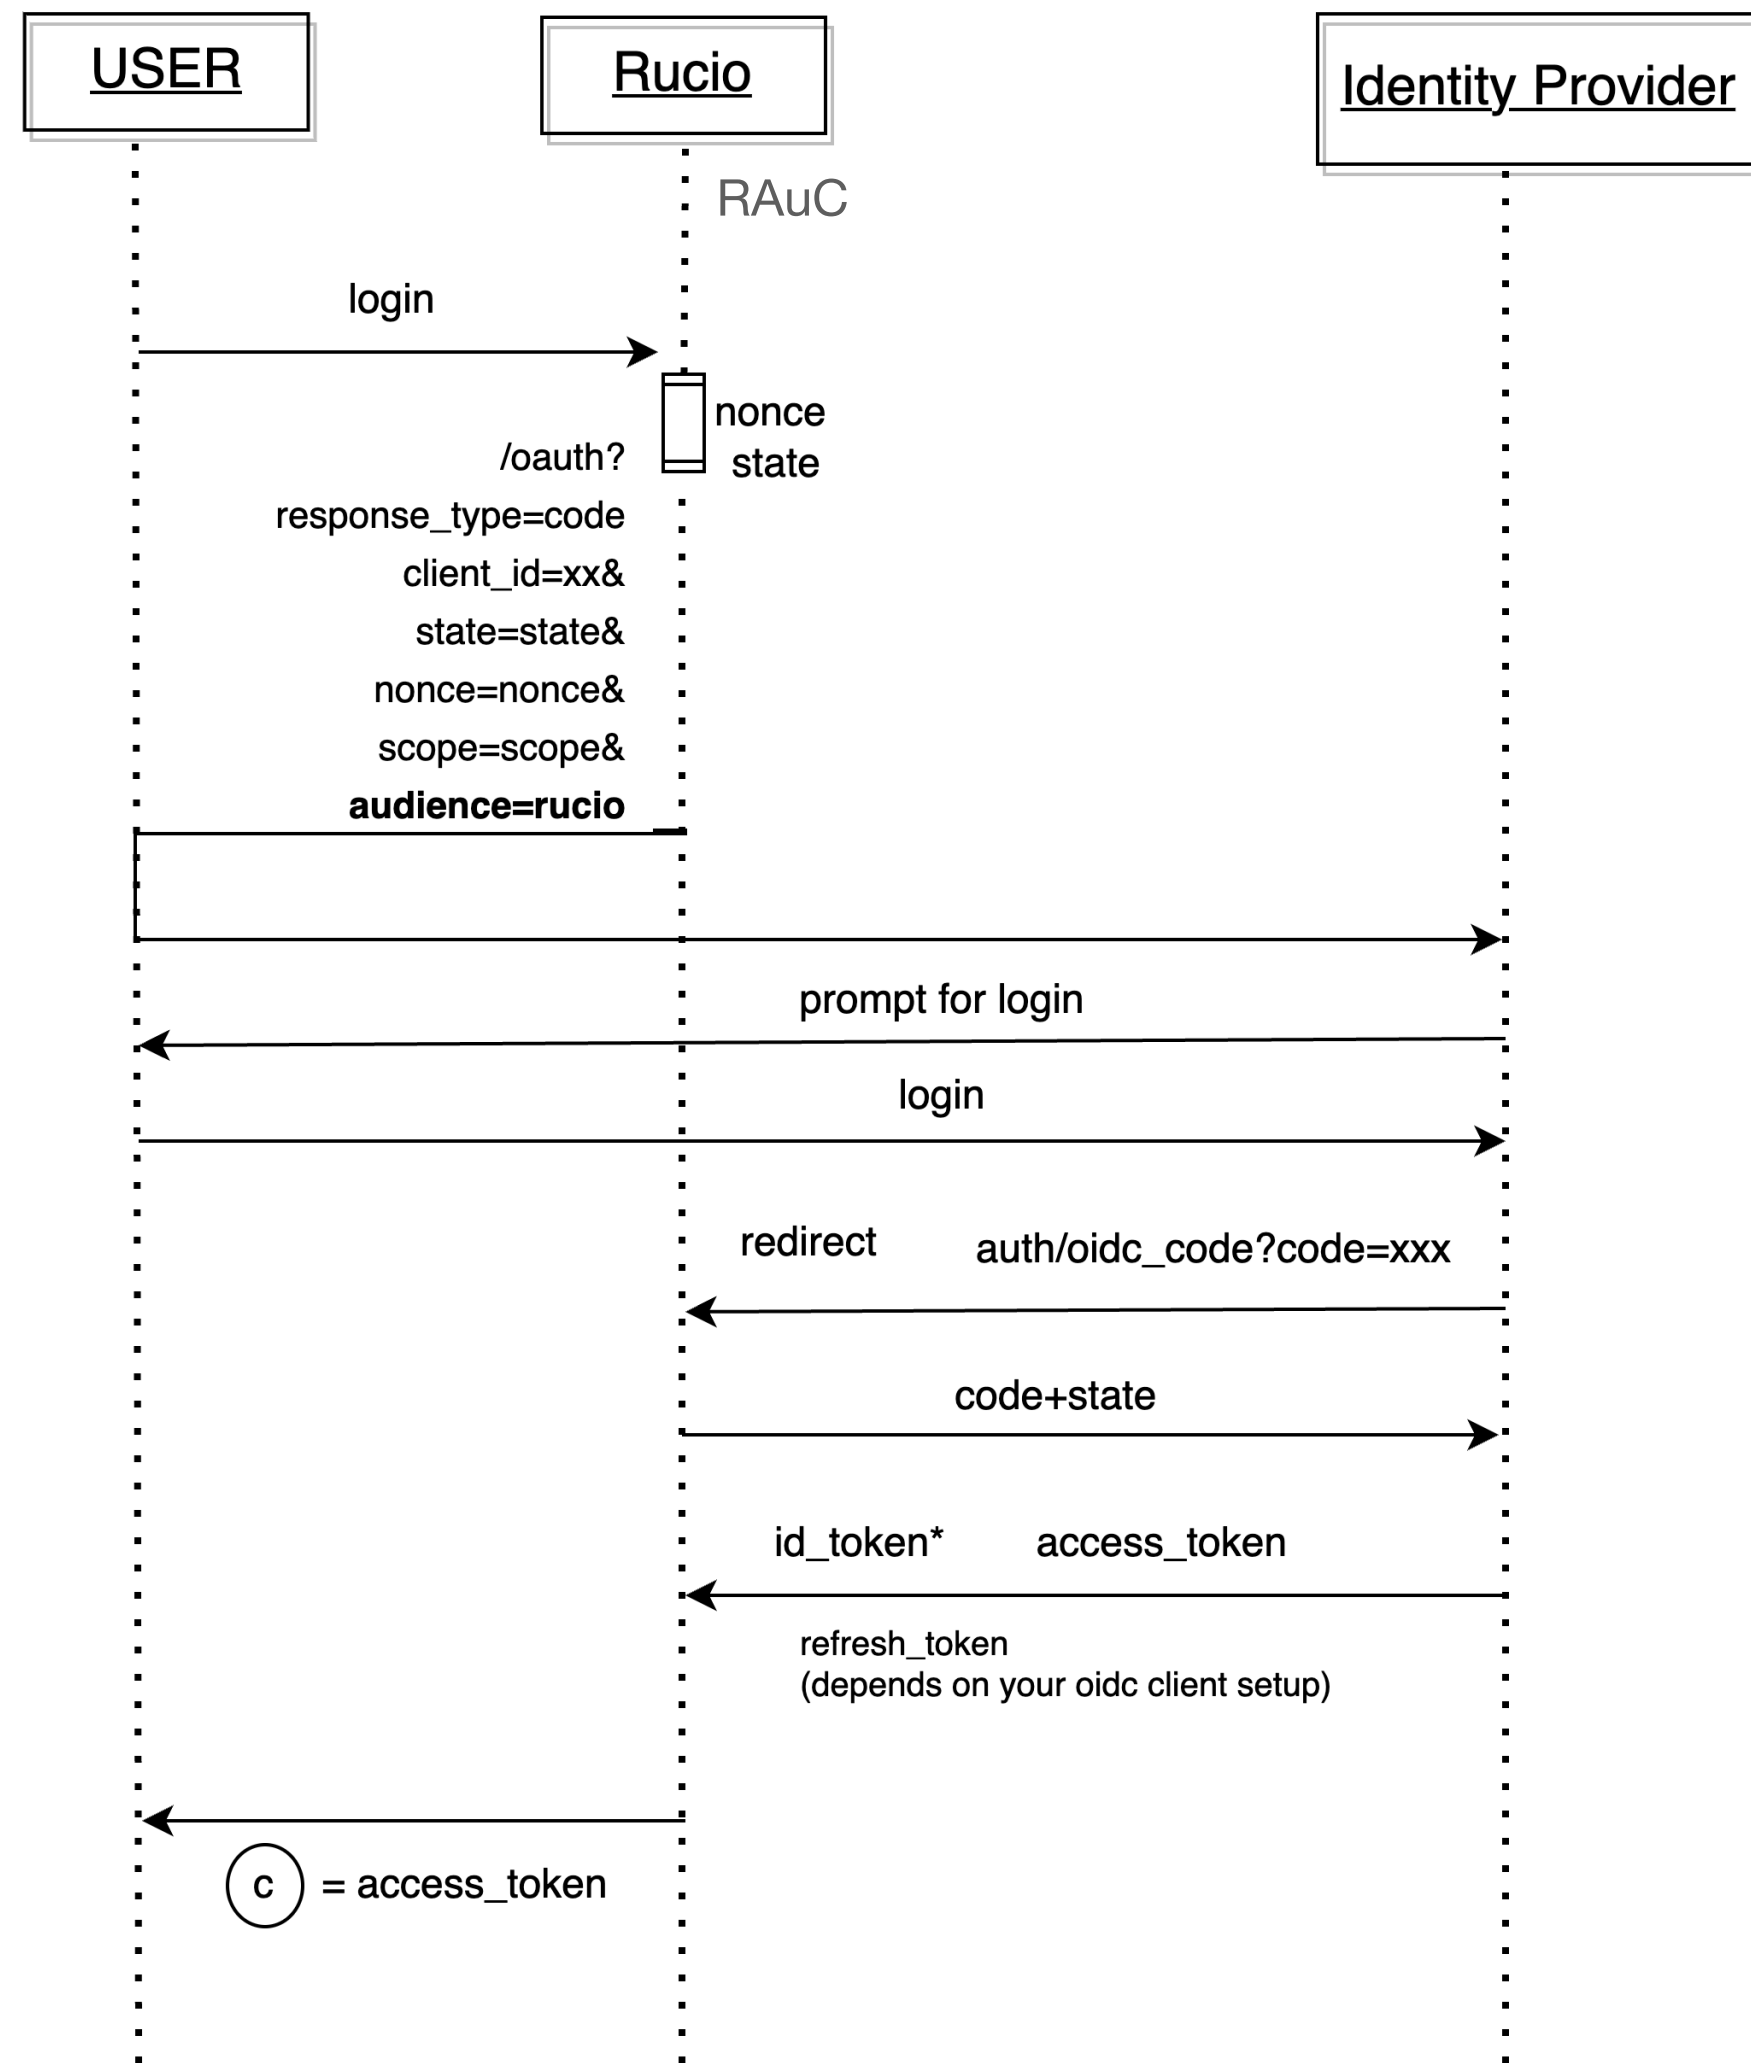 USER
Rucio
Identity Provider
RAuC
login
nonce
state
/oauth?
response_type=code
client_id=xx&
state=state&
nonce=nonce&
scope=scope&
audience=rucio
prompt for login
login
redirect
auth/oidc_code?code=xxx
code+state
id_token*
access_token
refresh_token
(depends on your oidc client setup)
c = access_token